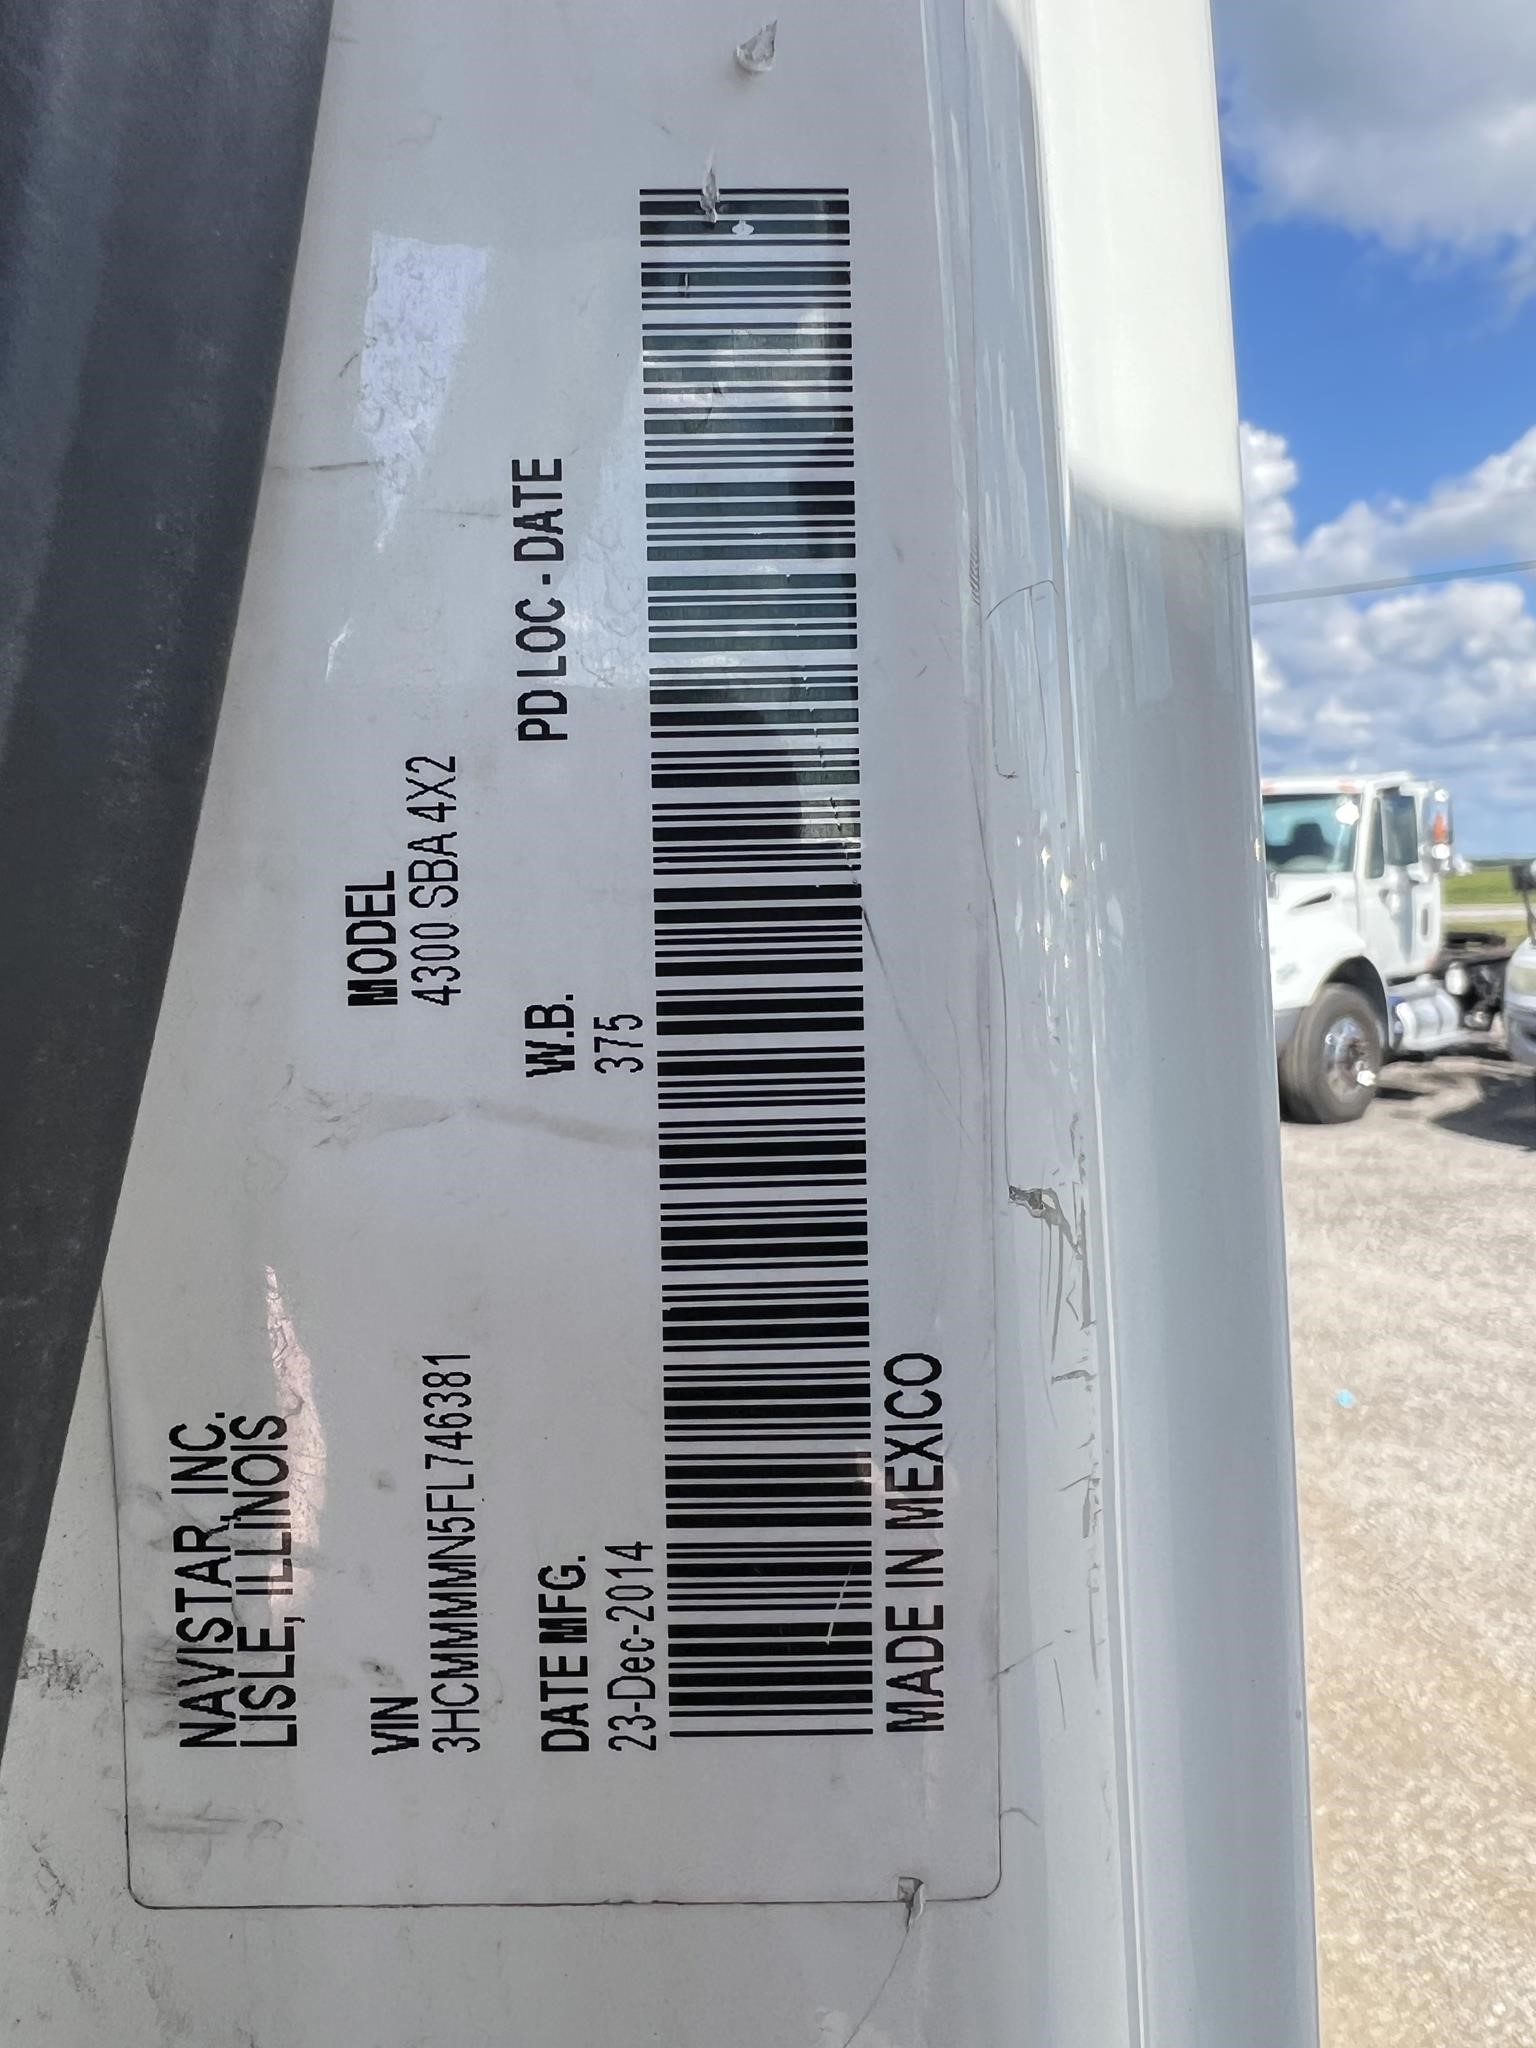 NAVISTAR, INC.
LISLE, ILLINOIS
VIN
3HCMMMMN5FL746381
MODEL
4300 SBA 4X2
DATE MFG.
23-Dec-2014
W.B.
375
PD LOC - DATE
MADE IN MEXICO